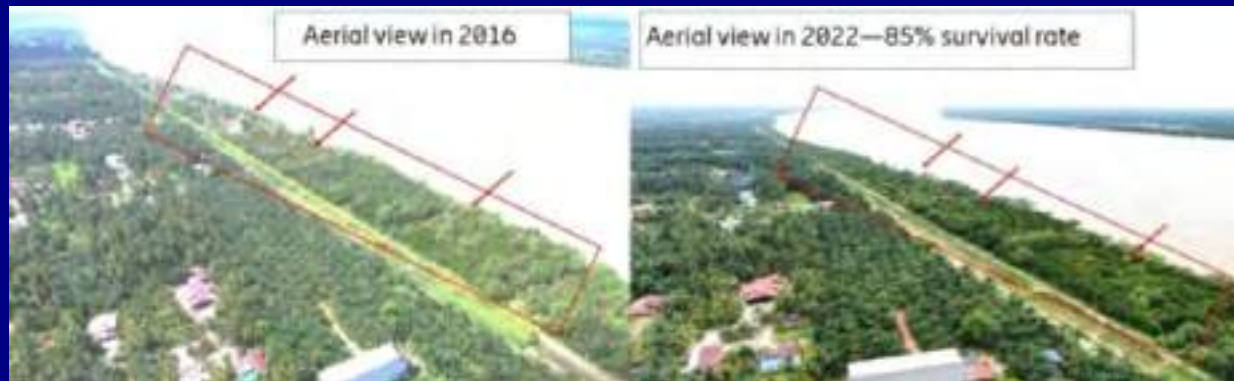 Aerial view in 2016
Aerial view in 2022—85% survival rate